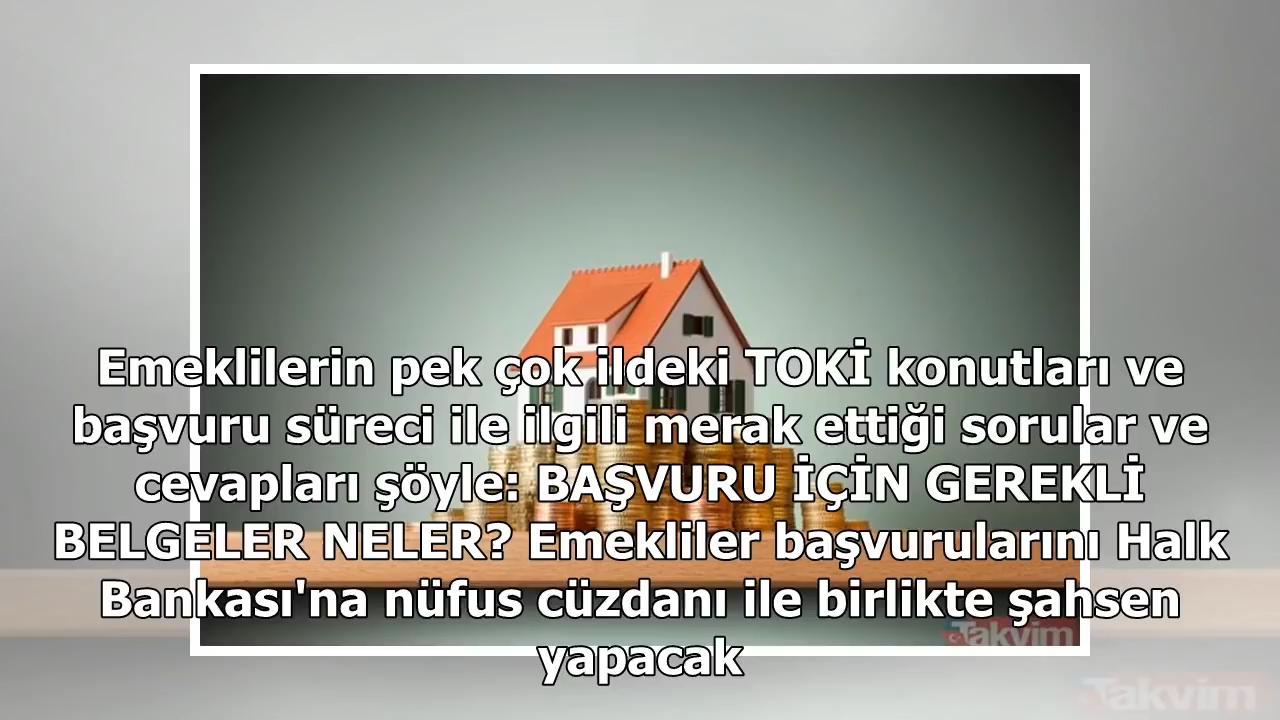 Emeklilerin pek çok ildeki TOKİ konutları ve
başvuru süreci ile ilgili merak ettiği sorular ve
cevapları şöyle: BAŞVURU İÇİN GEREKLİ
BELGELER NELER? Emekliler başvurularını Halk
Bankası'na nüfus cüzdanı ile birlikte şahsen
yapacak
Takvim
Takvim